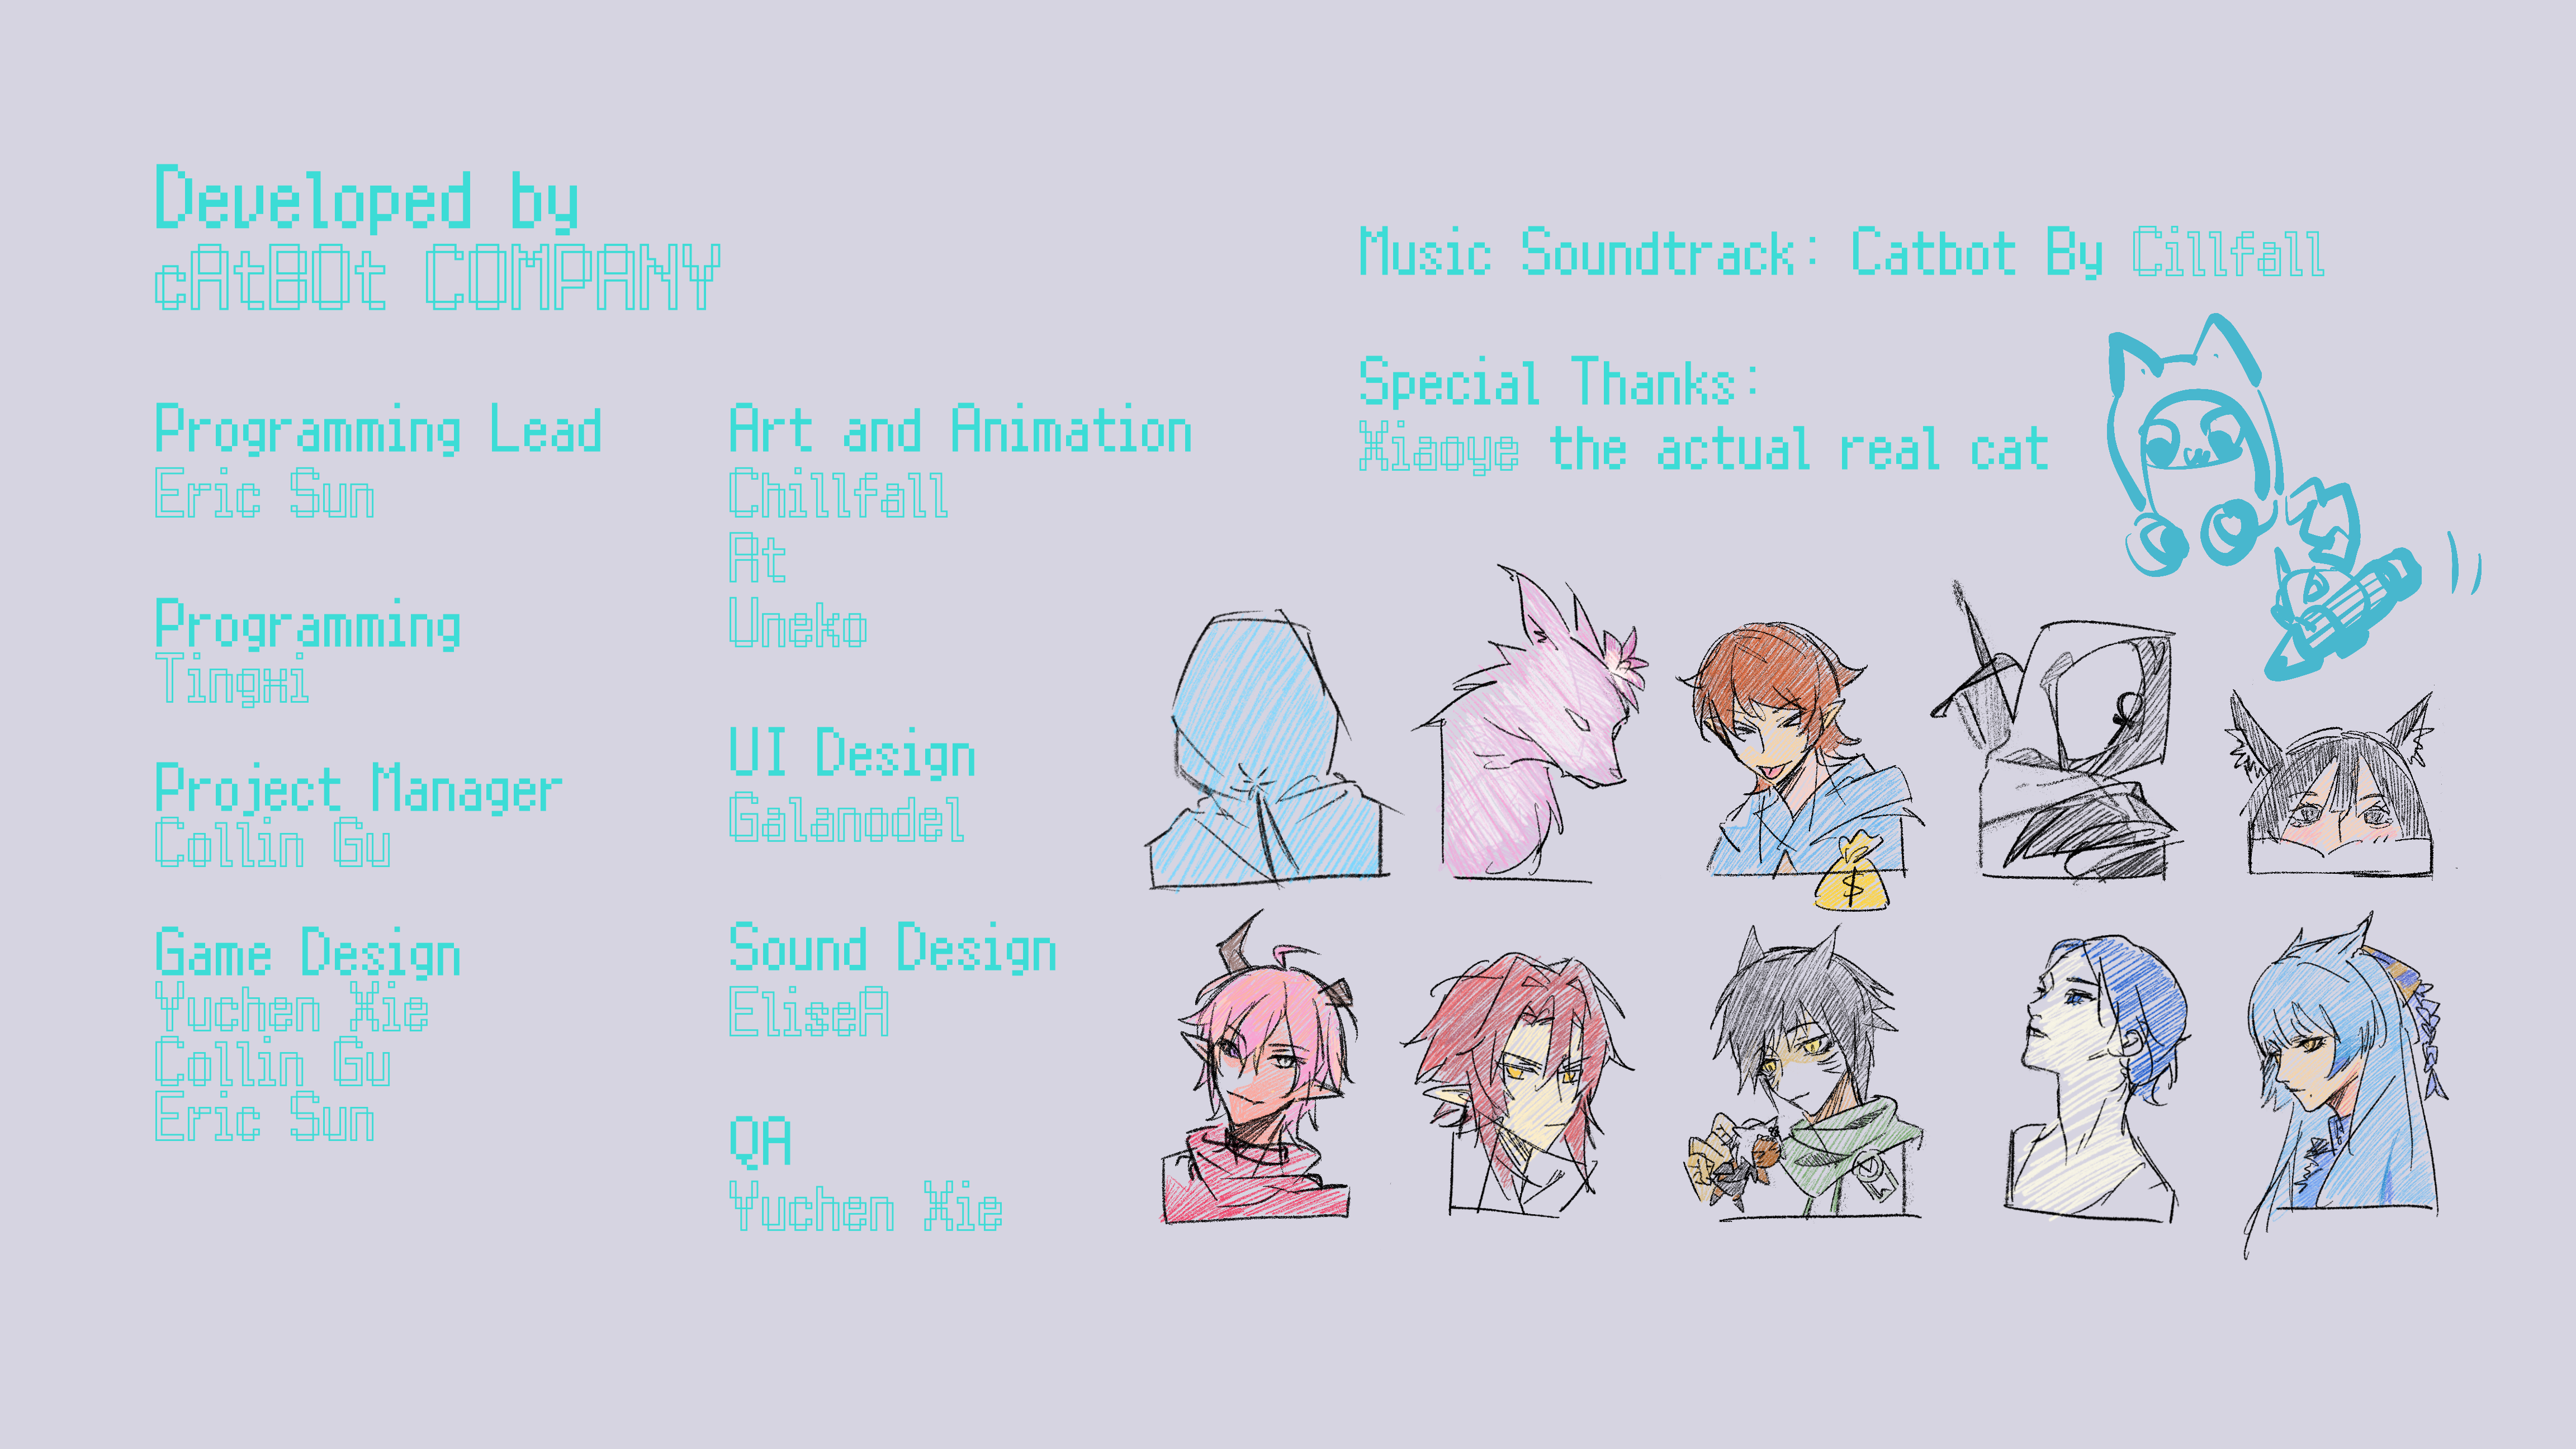 Developed by
cAtBOt COMPANY
Programming Lead
Eric Sun
Programming
Tingxi
Project Manager
Collin Gu
Game Design
Yuchen Xie
Collin Gu
Eric Sun
Art and Animation
Chillfall
At
Uneko
UI Design
Galanodel
Sound Design
EliseA
QA
Yuchen Xie
Music Soundtrack: Catbot By Cillfall
Special Thanks:
Xiaoye the actual real cat
$